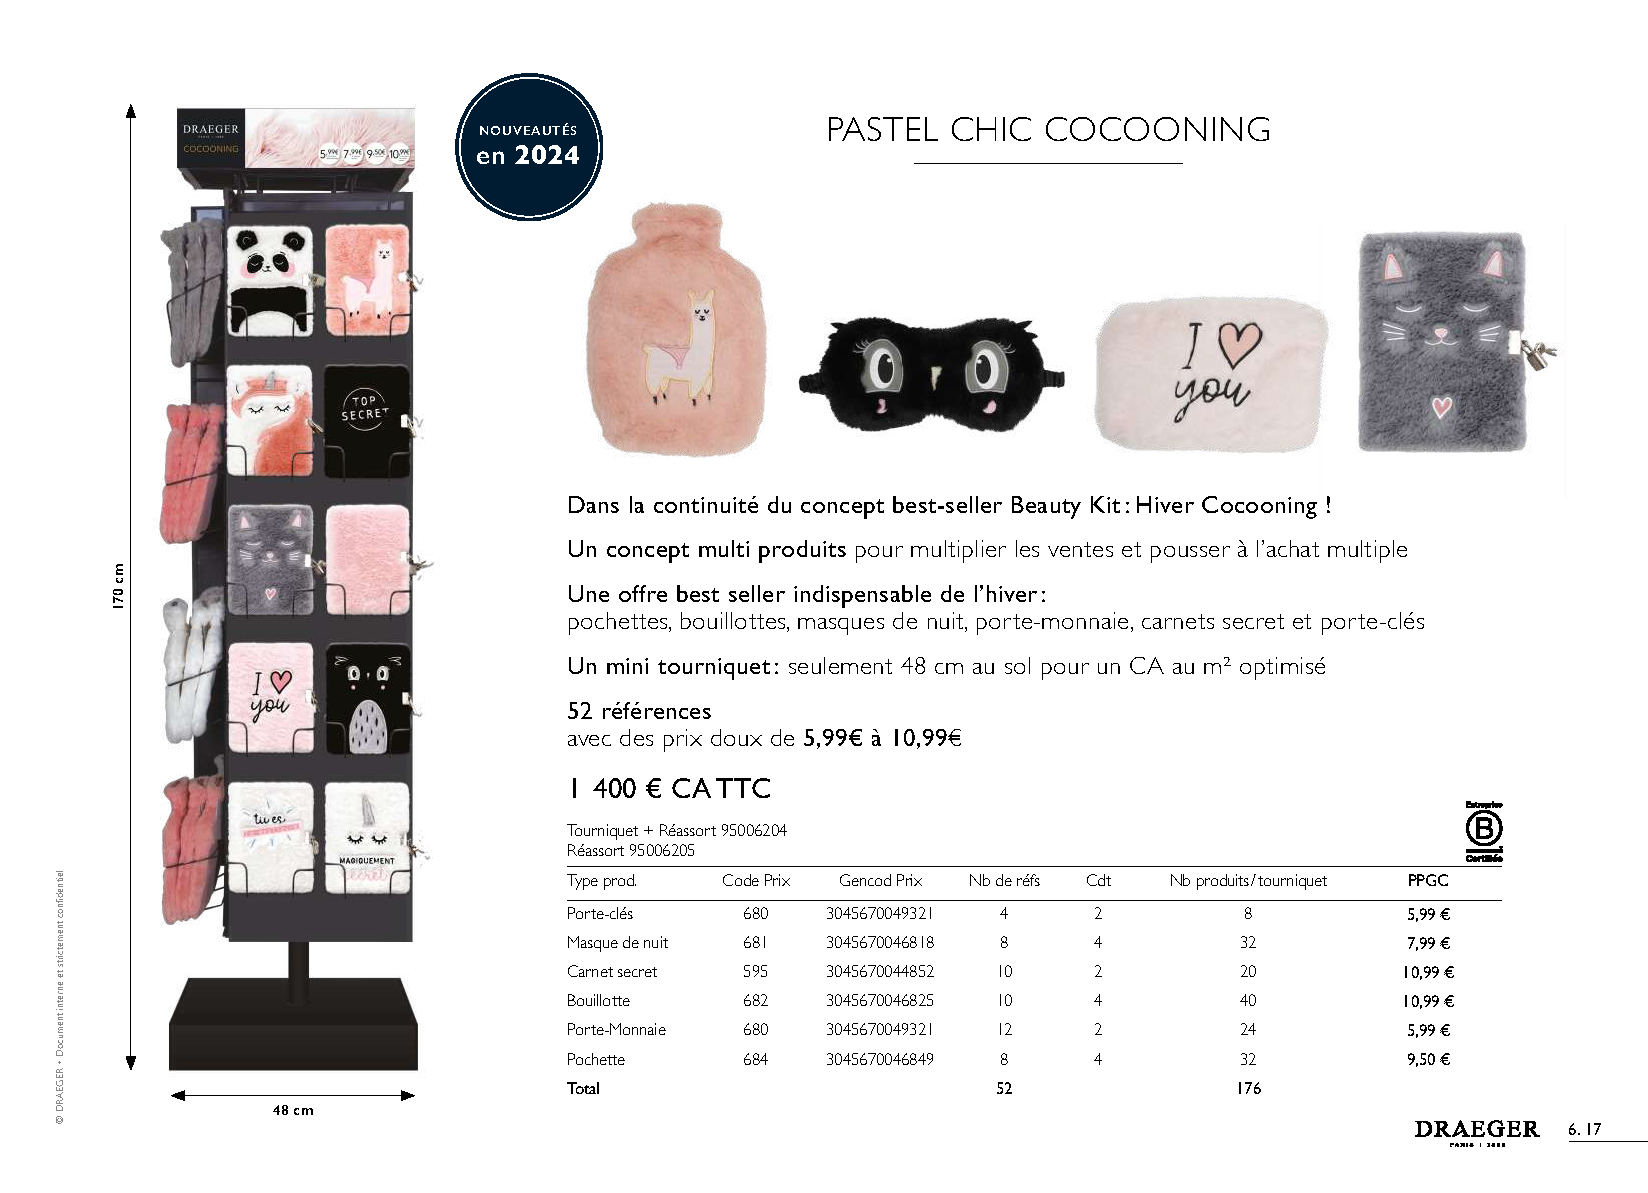 DRAEGER
PARIS | 1886
COCOONING
5,99€ 7,99€ 9,50€ 10,99€
NOUVEAUTÉS
en 2024
PASTEL CHIC COCOONING
I
you
TOP
SECRET
I
you
tu es
MAGIQUEMENT
secret
170 cm
48 cm
Dans la continuité du concept best-seller Beauty Kit : Hiver Cocooning !
Un concept multi produits pour multiplier les ventes et pousser à l'achat multiple
Une offre best seller indispensable de l'hiver :
pochettes, bouillottes, masques de nuit, porte-monnaie, carnets secret et porte-clés
Un mini tourniquet : seulement 48 cm au sol pour un CA au m² optimisé
52 références
avec des prix doux de 5,99€ à 10,99€
1 400 € CA TTC
Entreprise
B
Certifiée
Tourniquet + Réassort 95006204
Réassort 95006205
Type prod. Code Prix Gencod Prix Nb de réfs Cdt Nb produits/tourniquet PPGC
Porte-clés 680 3045670049321 4 2 8 5,99 €
Masque de nuit 681 3045670046818 8 4 32 7,99 €
Carnet secret 595 3045670044852 10 2 20 10,99 €
Bouillotte 682 3045670046825 10 4 40 10,99 €
Porte-Monnaie 680 3045670049321 12 2 24 5,99 €
Pochette 684 3045670046849 8 4 32 9,50 €
Total 52 176
© DRAEGER • Document interne et strictement confidentiel
DRAEGER
PARIS | 1886
6. 17